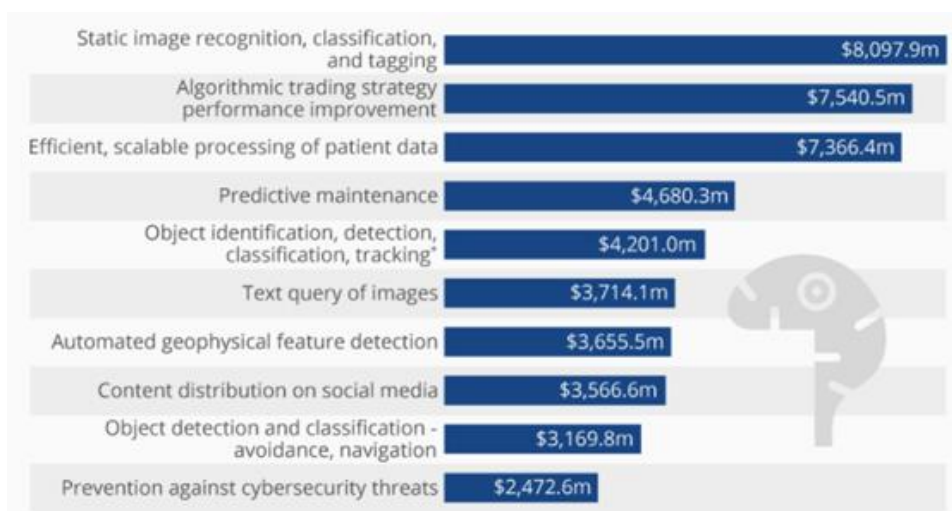 Static image recognition, classification,
and tagging
$8,097.9m
Algorithmic trading strategy
performance improvement
$7,540.5m
Efficient, scalable processing of patient data
$7,366.4m
Predictive maintenance
$4,680.3m
Object identification, detection,
classification, tracking*
$4,201.0m
Text query of images
$3,714.1m
Automated geophysical feature detection
$3,655.5m
Content distribution on social media
$3,566.6m
Object detection and classification -
avoidance, navigation
$3,169.8m
Prevention against cybersecurity threats
$2,472.6m